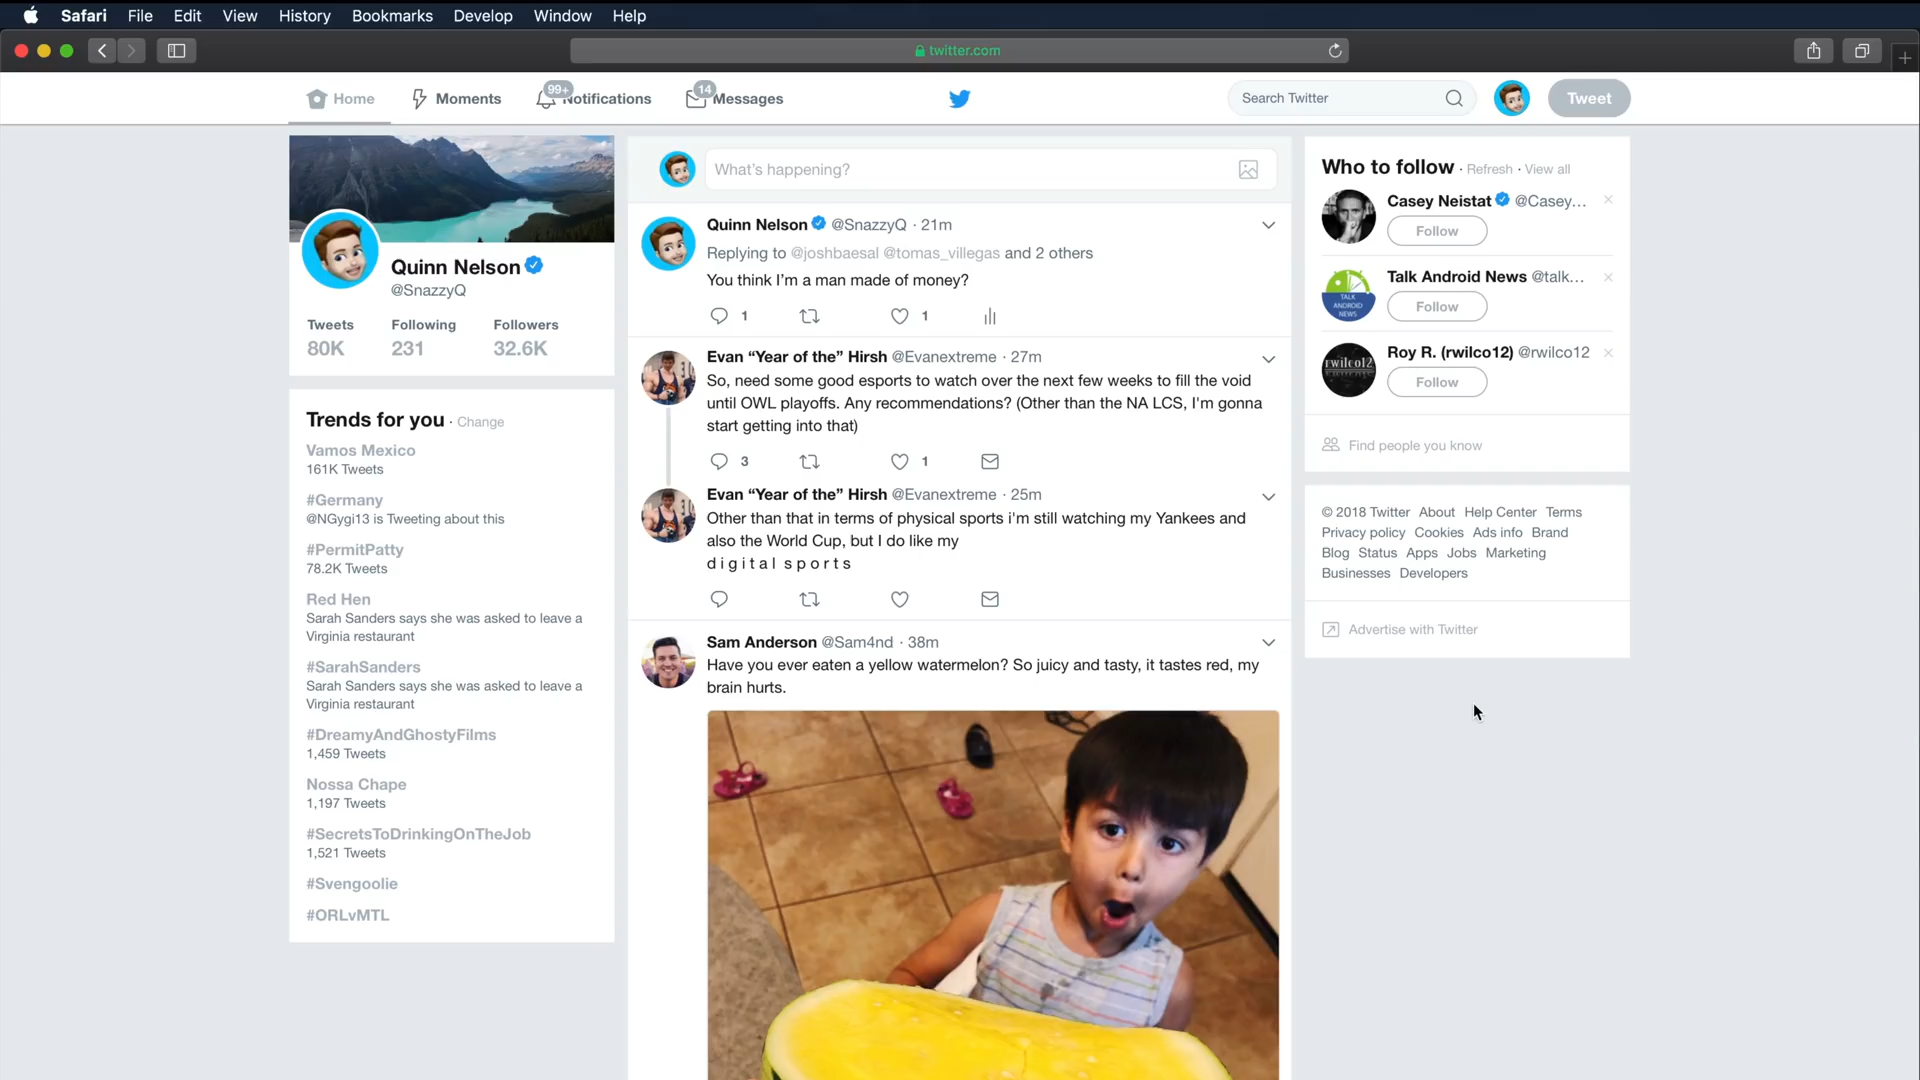 Safari File Edit View History Bookmarks Develop Window Help
twitter.com
Home Moments 99+ Notifications 14 Messages
Search Twitter
Tweet
Quinn Nelson
@SnazzyQ
Tweets Following Followers
80K 231 32.6K
Trends for you · Change
Vamos Mexico
161K Tweets
#Germany
@NGygi13 is Tweeting about this
#PermitPatty
78.2K Tweets
Red Hen
Sarah Sanders says she was asked to leave a
Virginia restaurant
#SarahSanders
Sarah Sanders says she was asked to leave a
Virginia restaurant
#DreamyAndGhostyFilms
1,459 Tweets
Nossa Chape
1,197 Tweets
#SecretsToDrinkingOnTheJob
1,521 Tweets
#Svengoolie
#ORLvMTL
What's happening?
Quinn Nelson @SnazzyQ · 21m
Replying to @joshbaesal @tomas_villegas and 2 others
You think I'm a man made of money?
1 1
Evan “Year of the” Hirsh @Evanextreme · 27m
So, need some good esports to watch over the next few weeks to fill the void
until OWL playoffs. Any recommendations? (Other than the NA LCS, I'm gonna
start getting into that)
3 1
Evan “Year of the” Hirsh @Evanextreme · 25m
Other than that in terms of physical sports i'm still watching my Yankees and
also the World Cup, but I do like my
d i g i t a l s p o r t s
Sam Anderson @Sam4nd · 38m
Have you ever eaten a yellow watermelon? So juicy and tasty, it tastes red, my
brain hurts.
Who to follow · Refresh · View all
Casey Neistat @Casey...
Follow
TALK
ANDROID
NEWS
Talk Android News @talk...
Follow
rwilco12
Roy R. (rwilco12) @rwilco12
Follow
Find people you know
© 2018 Twitter About Help Center Terms
Privacy policy Cookies Ads info Brand
Blog Status Apps Jobs Marketing
Businesses Developers
Advertise with Twitter